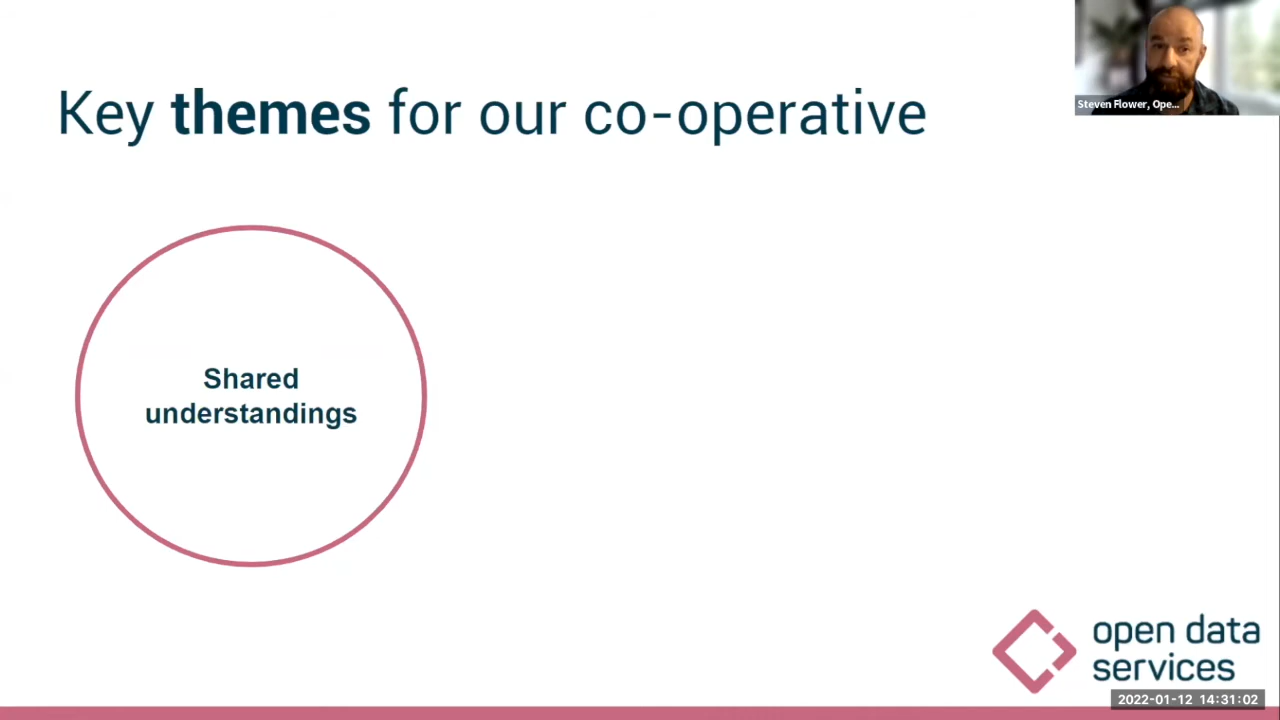 Key themes for our co-operative
Steven Flower, Ope...
Shared
understandings
open data
services
2022-01-12 14:31:02